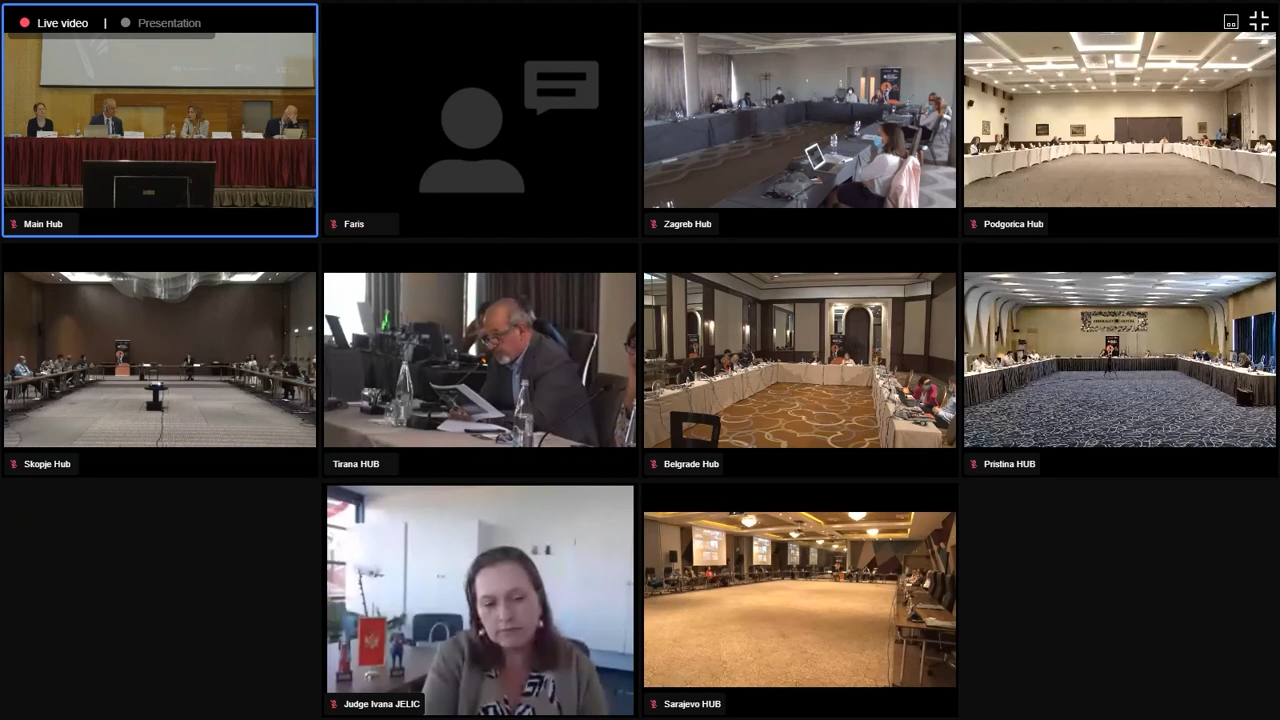 Live video | Presentation
Main Hub
Faris
Zagreb Hub
Podgorica Hub
Skopje Hub
Tirana HUB
Belgrade Hub
Pristina HUB
Judge Ivana JELIC
Sarajevo HUB